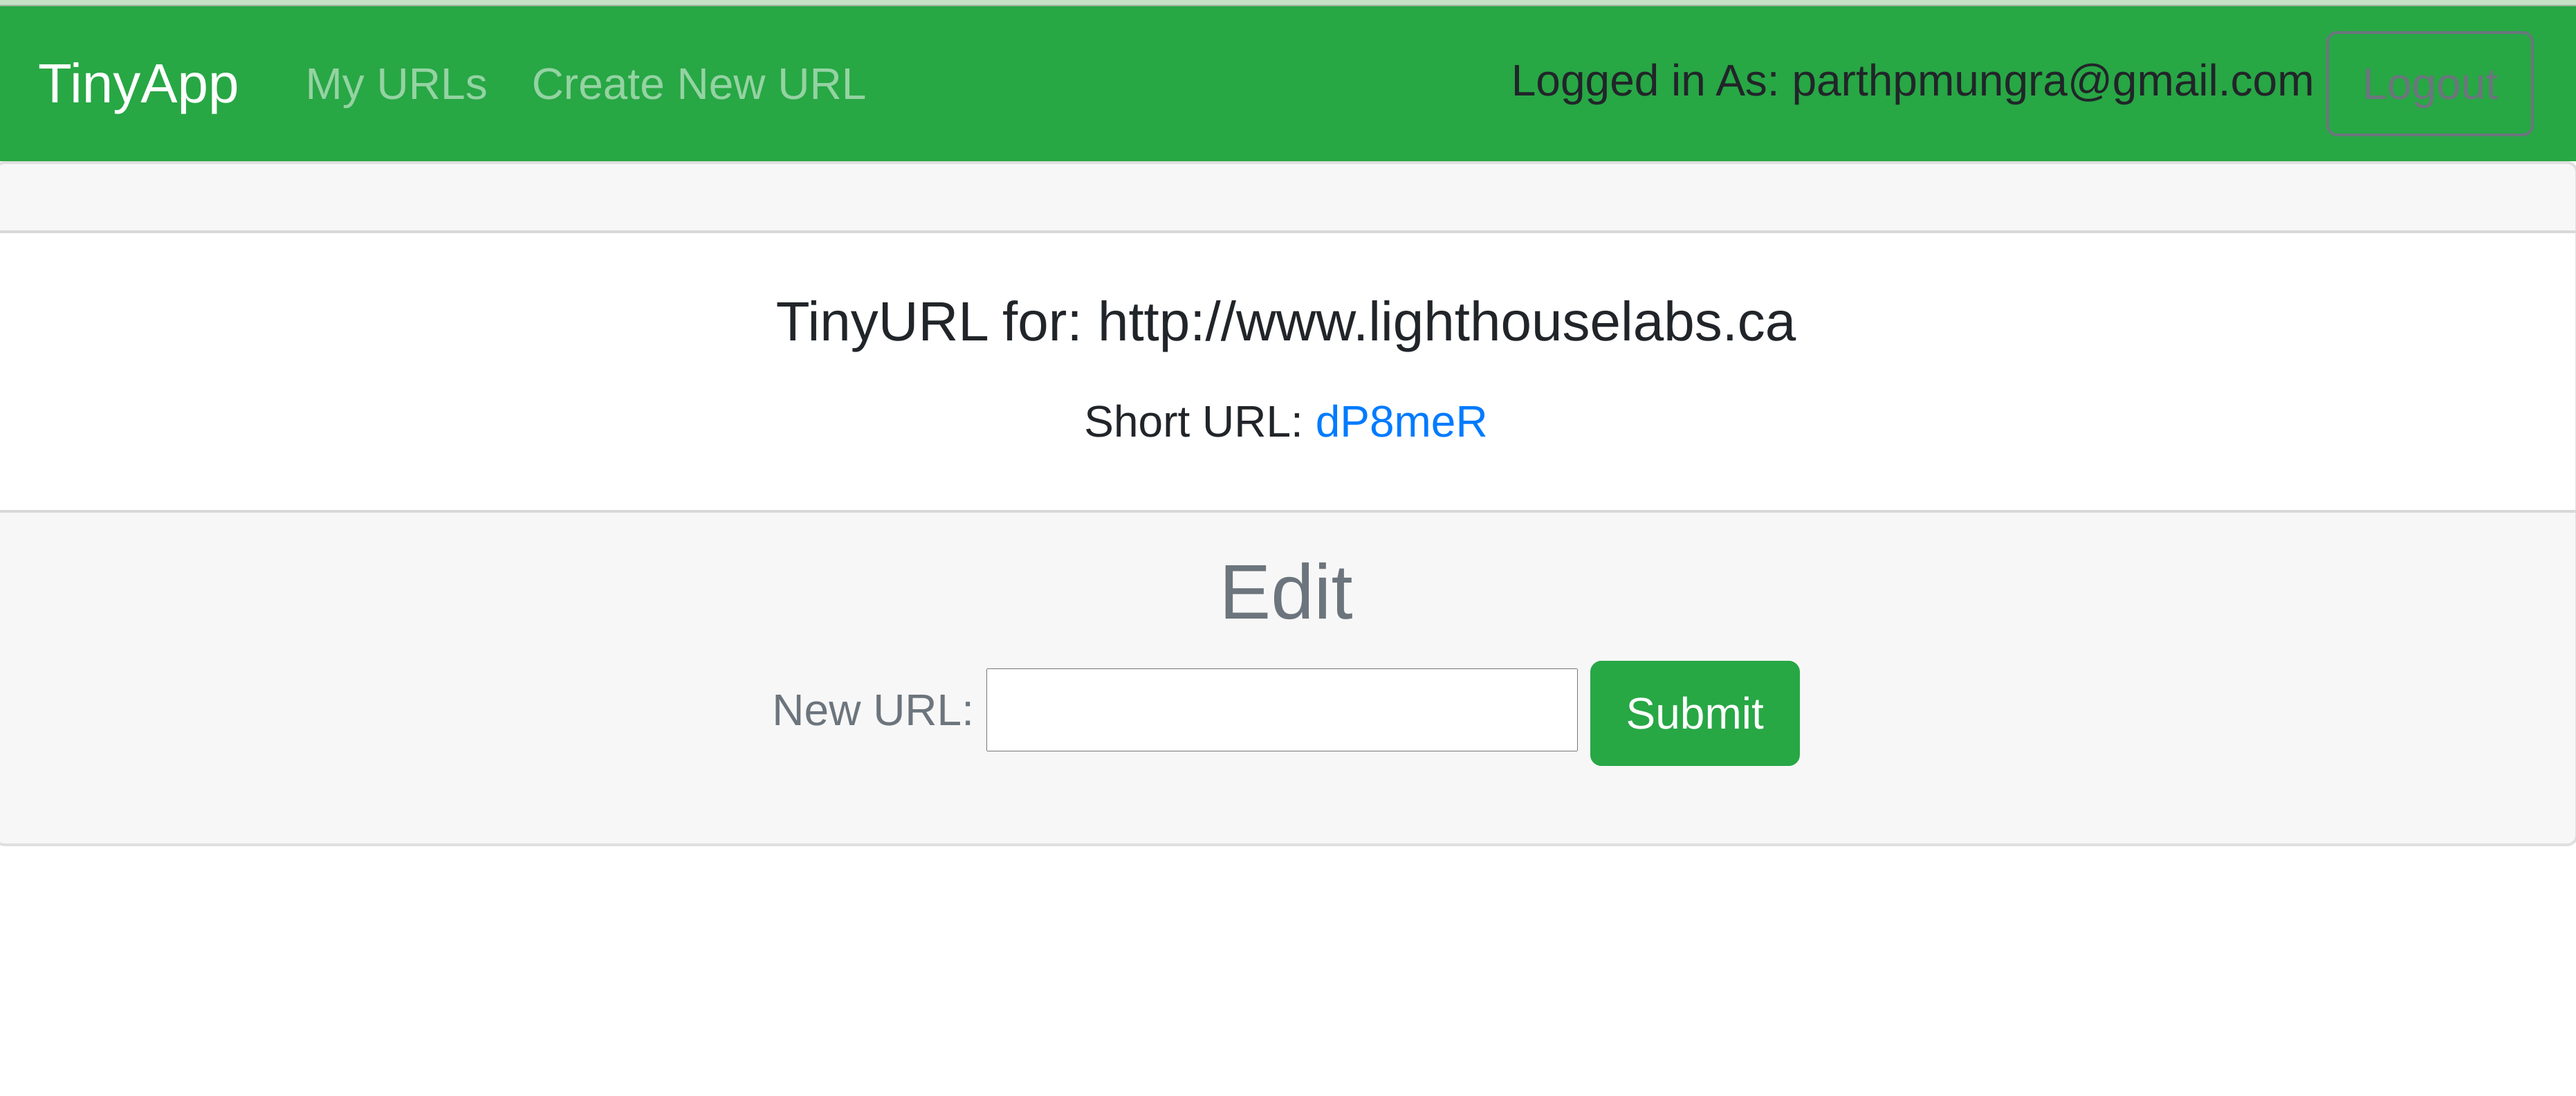 TinyApp My URLs Create New URL Logged in As: parthpmungra@gmail.com Logout
TinyURL for: http://www.lighthouselabs.ca
Short URL: dP8meR
Edit
New URL: Submit